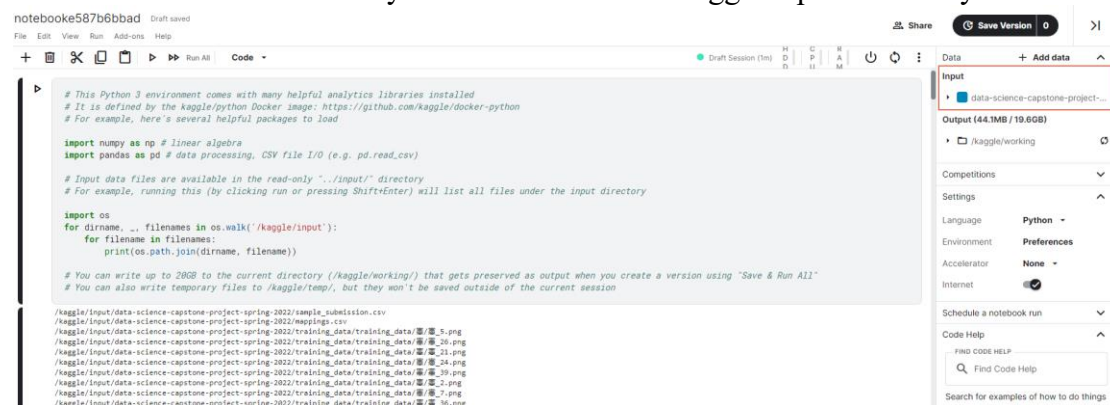 notebooke587b6bbad Draft saved
File Edit View Run Add-ons Help
Share
Save Version 0
Run All Code
Draft Session (1m)
HDD CPU RAM
# This Python 3 environment comes with many helpful analytics libraries installed
# It is defined by the kaggle/python Docker image: https://github.com/kaggle/docker-python
# For example, here's several helpful packages to load
import numpy as np # linear algebra
import pandas as pd # data processing, CSV file I/O (e.g. pd.read_csv)
# Input data files are available in the read-only "../input/" directory
# For example, running this (by clicking run or pressing Shift+Enter) will list all files under the input directory
import os
for dirname, _, filenames in os.walk('/kaggle/input'):
for filename in filenames:
print(os.path.join(dirname, filename))
# You can write up to 20GB to the current directory (/kaggle/working/) that gets preserved as output when you create a version using "Save & Run All"
# You can also write temporary files to /kaggle/temp/, but they won't be saved outside of the current session
/kaggle/input/data-science-capstone-project-spring-2022/sample_submission.csv
/kaggle/input/data-science-capstone-project-spring-2022/mappings.csv
Data + Add data
Input
data-science-capstone-project-...
Output (44.1MB / 19.6GB)
/kaggle/working
Competitions
Settings
Language Python
Environment Preferences
Accelerator None
Internet
Schedule a notebook run
Code Help
FIND CODE HELP
Find Code Help
Search for examples of how to do things